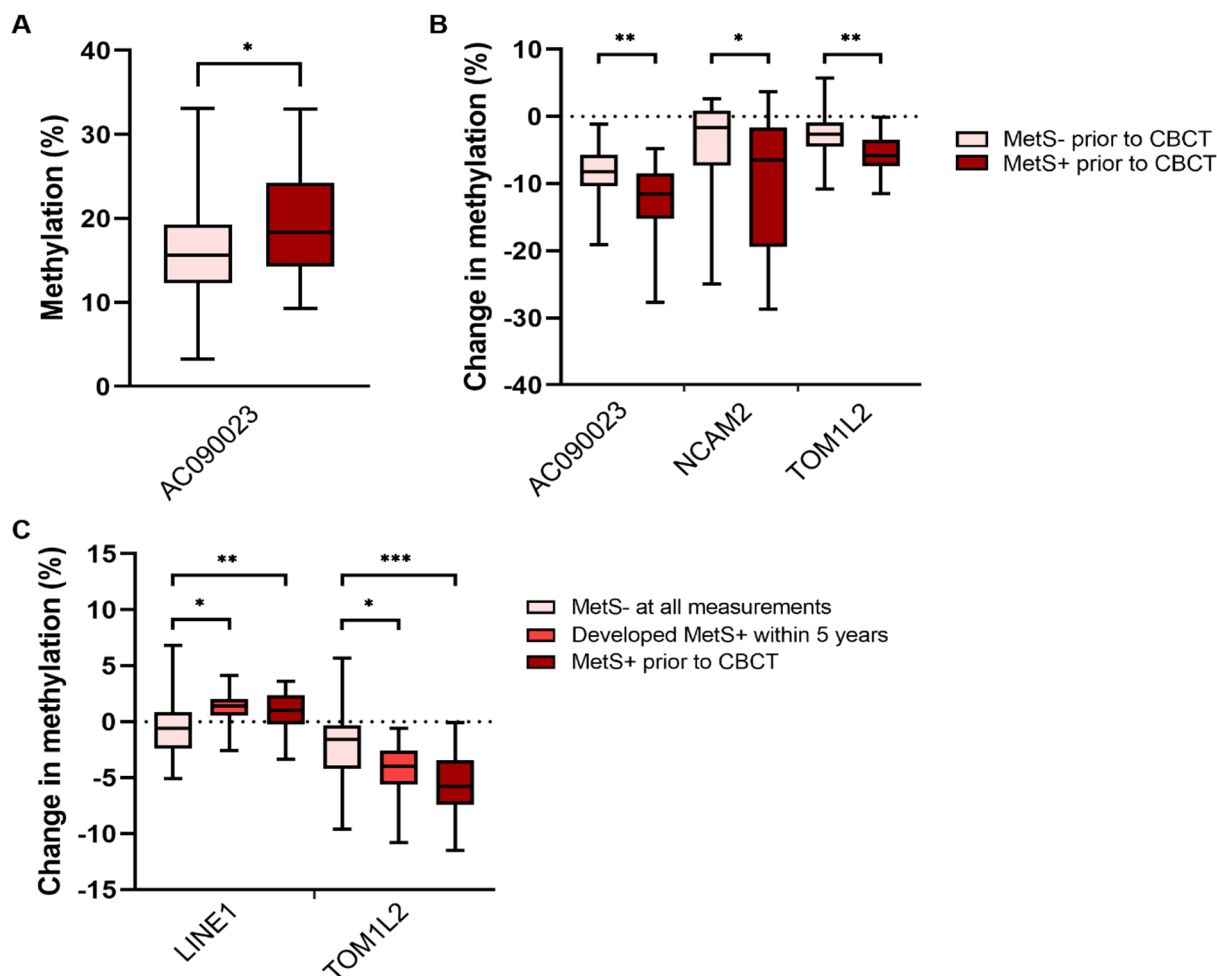 A
Methylation (%)
40
30
20
10
0
*
AC090023
B
Change in methylation (%)
10
0
-10
-20
-30
-40
**
*
**
AC090023
NCAM2
TOM1L2
MetS- prior to CBCT
MetS+ prior to CBCT
C
Change in methylation (%)
15
10
5
0
-5
-10
-15
**
***
*
*
LINE1
TOM1L2
MetS- at all measurements
Developed MetS+ within 5 years
MetS+ prior to CBCT